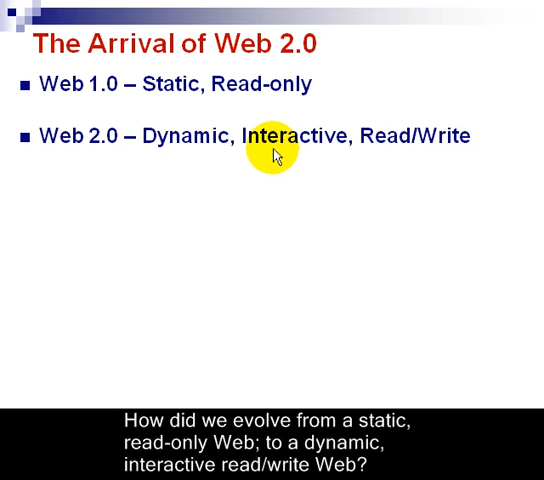 The Arrival of Web 2.0
Web 1.0 – Static, Read-only
Web 2.0 – Dynamic, Interactive, Read/Write
How did we evolve from a static,
read-only Web; to a dynamic,
interactive read/write Web?